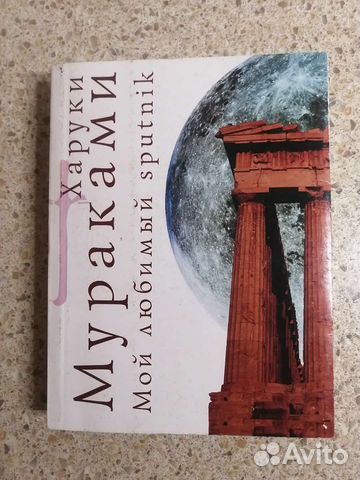 Харуки
Мураками
Мой любимый sputnik
Avito